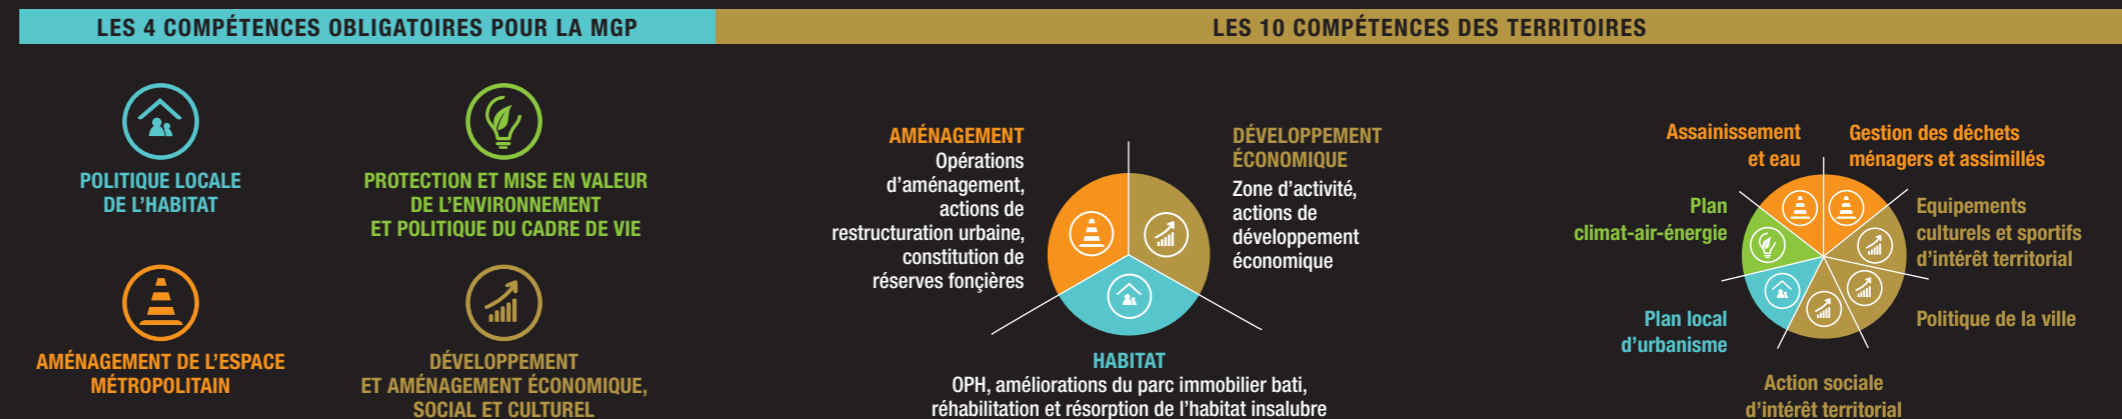 LES 4 COMPÉTENCES OBLIGATOIRES POUR LA MGP
LES 10 COMPÉTENCES DES TERRITOIRES
POLITIQUE LOCALE
DE L'HABITAT
PROTECTION ET MISE EN VALEUR
DE L'ENVIRONNEMENT
ET POLITIQUE DU CADRE DE VIE
AMÉNAGEMENT DE L'ESPACE
MÉTROPOLITAIN
DÉVELOPPEMENT
ET AMÉNAGEMENT ÉCONOMIQUE,
SOCIAL ET CULTUREL
AMÉNAGEMENT
Opérations
d'aménagement,
actions de
restructuration urbaine,
constitution de
réserves fonçières
DÉVELOPPEMENT
ÉCONOMIQUE
Zone d'activité,
actions de
développement
économique
HABITAT
OPH, améliorations du parc immobilier bati,
réhabilitation et résorption de l'habitat insalubre
Assainissement
et eau
Gestion des déchets
ménagers et assimillés
Plan
climat-air-énergie
Equipements
culturels et sportifs
d'intérêt territorial
Plan local
d'urbanisme
Politique de la ville
Action sociale
d'intérêt territorial